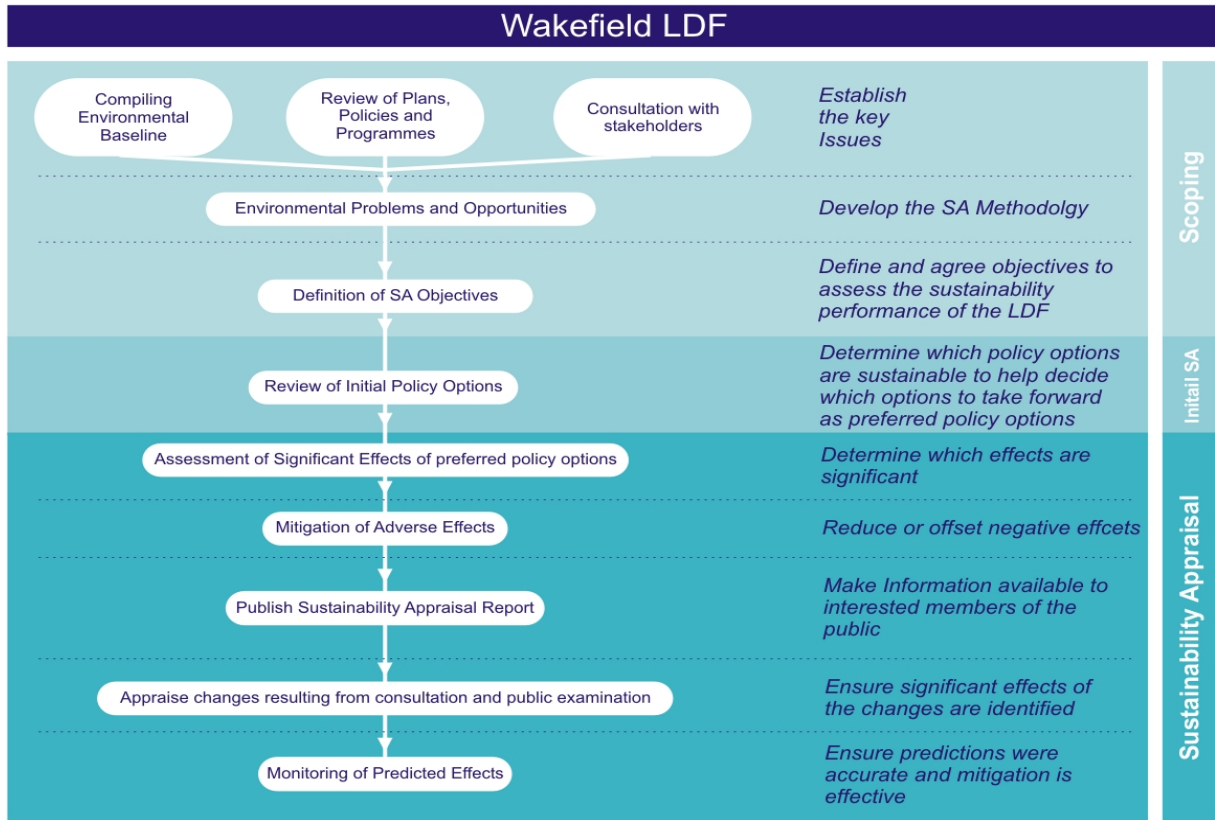 Wakefield LDF
Compiling
Environmental
Baseline
Review of Plans,
Policies and
Programmes
Consultation with
stakeholders
Establish
the key
Issues
Environmental Problems and Opportunities
Develop the SA Methodolgy
Definition of SA Objectives
Define and agree objectives to
assess the sustainability
performance of the LDF
Scoping
Review of Initial Policy Options
Determine which policy options
are sustainable to help decide
which options to take forward
as preferred policy options
Initail SA
Assessment of Significant Effects of preferred policy options
Determine which effects are
significant
Mitigation of Adverse Effects
Reduce or offset negative effcets
Publish Sustainability Appraisal Report
Make Information available to
interested members of the
public
Appraise changes resulting from consultation and public examination
Ensure significant effects of
the changes are identified
Monitoring of Predicted Effects
Ensure predictions were
accurate and mitigation is
effective
Sustainability Appraisal